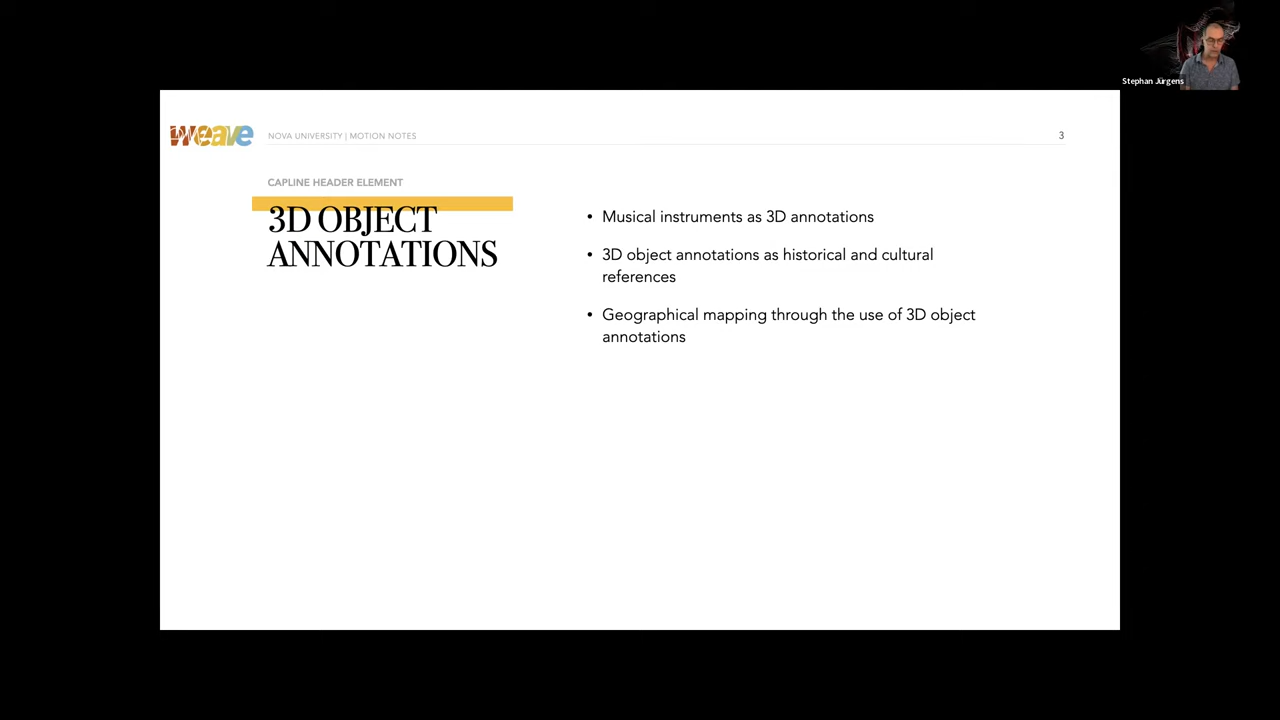 Stephan Jürgens
weave
NOVA UNIVERSITY | MOTION NOTES
3
CAPLINE HEADER ELEMENT
3D OBJECT
ANNOTATIONS
• Musical instruments as 3D annotations
• 3D object annotations as historical and cultural
references
• Geographical mapping through the use of 3D object
annotations